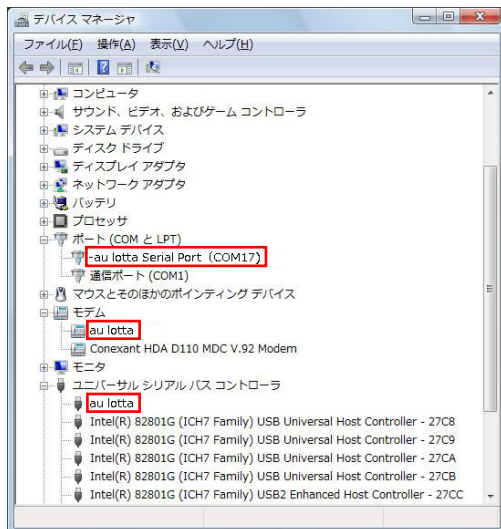 デバイス マネージャ
ファイル(F) 操作(A) 表示(V) ヘルプ(H)
コンピュータ
サウンド、ビデオ、およびゲーム コントローラ
システム デバイス
ディスク ドライブ
ディスプレイ アダプタ
ネットワーク アダプタ
バッテリ
プロセッサ
ポート (COM と LPT)
-au lotta Serial Port（COM17)
通信ポート (COM1)
マウスとそのほかのポインティング デバイス
モデム
au lotta
Conexant HDA D110 MDC V.92 Modem
モニタ
ユニバーサル シリアル バス コントローラ
au lotta
Intel(R) 82801G (ICH7 Family) USB Universal Host Controller - 27C8
Intel(R) 82801G (ICH7 Family) USB Universal Host Controller - 27C9
Intel(R) 82801G (ICH7 Family) USB Universal Host Controller - 27CA
Intel(R) 82801G (ICH7 Family) USB Universal Host Controller - 27CB
Intel(R) 82801G (ICH7 Family) USB2 Enhanced Host Controller - 27CC